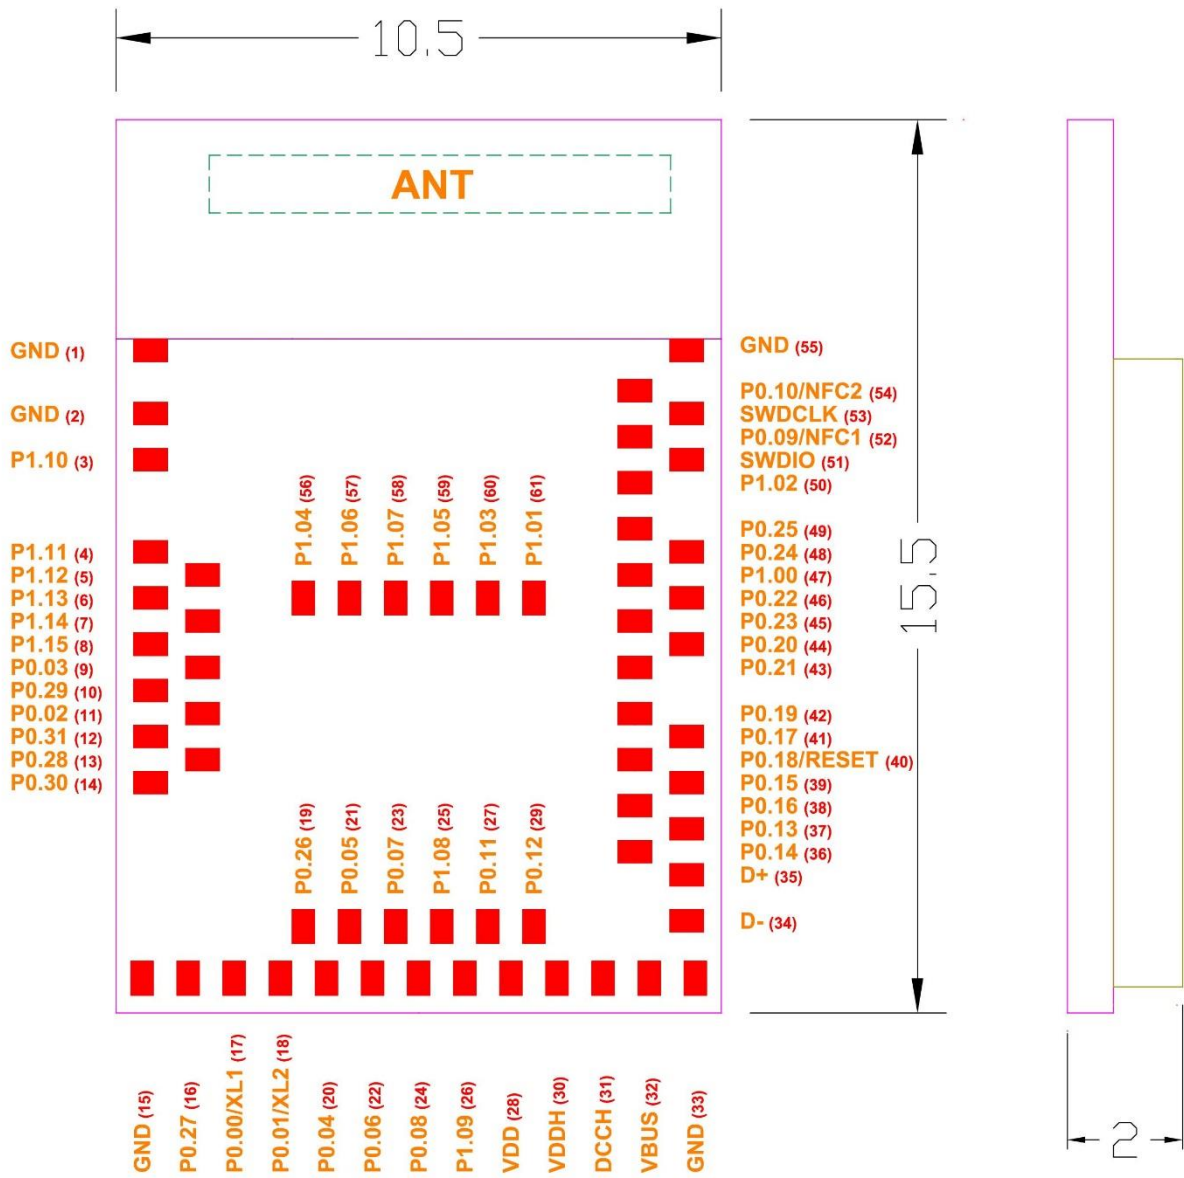 10.5
ANT
GND (1)
GND (2)
P1.10 (3)
P1.11 (4)
P1.12 (5)
P1.13 (6)
P1.14 (7)
P1.15 (8)
P0.03 (9)
P0.29 (10)
P0.02 (11)
P0.31 (12)
P0.28 (13)
P0.30 (14)
P1.04 (56)
P1.06 (57)
P1.07 (58)
P1.05 (59)
P1.03 (60)
P1.01 (61)
P0.26 (19)
P0.05 (21)
P0.07 (23)
P1.08 (25)
P0.11 (27)
P0.12 (29)
GND (55)
P0.10/NFC2 (54)
SWDCLK (53)
P0.09/NFC1 (52)
SWDIO (51)
P1.02 (50)
P0.25 (49)
P0.24 (48)
P1.00 (47)
P0.22 (46)
P0.23 (45)
P0.20 (44)
P0.21 (43)
P0.19 (42)
P0.17 (41)
P0.18/RESET (40)
P0.15 (39)
P0.16 (38)
P0.13 (37)
P0.14 (36)
D+ (35)
D- (34)
15.5
GND (15)
P0.27 (16)
P0.00/XL1 (17)
P0.01/XL2 (18)
P0.04 (20)
P0.06 (22)
P0.08 (24)
P1.09 (26)
VDD (28)
VDDH (30)
DCCH (31)
VBUS (32)
GND (33)
2